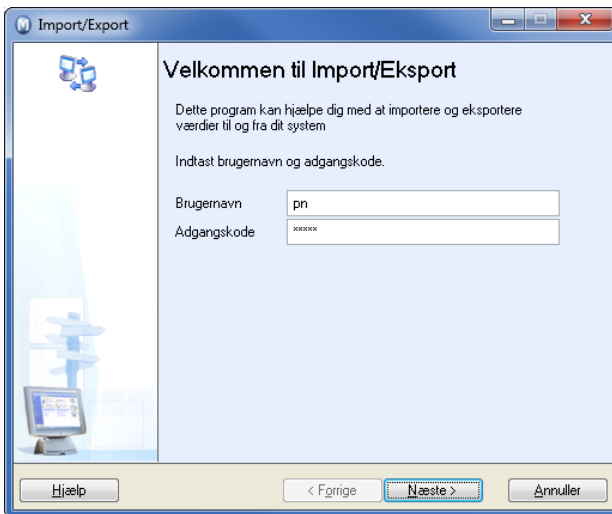 Import/Export
Velkommen til Import/Eksport
Dette program kan hjælpe dig med at importere og eksportere
værdier til og fra dit system
Indtast brugernavn og adgangskode.
Brugernavn pn
Adgangskode *****
Hjælp < Forrige Næste > Annuller